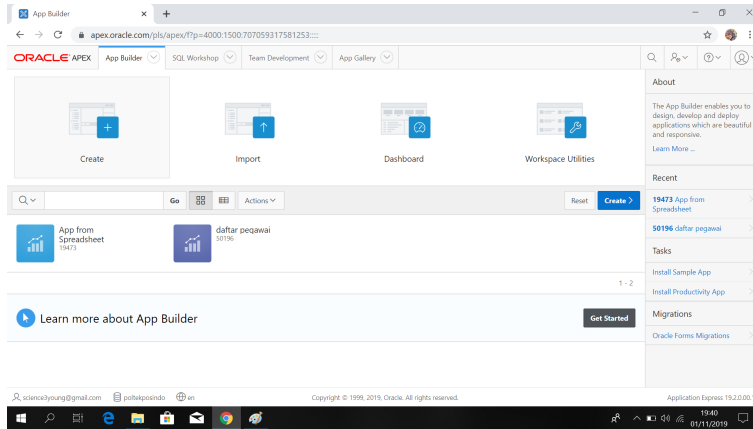 App Builder
apex.oracle.com/pls/apex/f?p=4000:1500:707059317581253:::::
ORACLE APEX App Builder SQL Workshop Team Development App Gallery
Create
Import
Dashboard
Workspace Utilities
Go
Actions
Reset
Create
App from
Spreadsheet
19473
daftar pegawai
50196
1 - 2
Learn more about App Builder
Get Started
About
The App Builder enables you to
design, develop and deploy
applications which are beautiful
and responsive.
Learn More ...
Recent
19473 App from
Spreadsheet
50196 daftar pegawai
Tasks
Install Sample App
Install Productivity App
Migrations
Oracle Forms Migrations
science3young@gmail.com poltekposindo en
Copyright © 1999, 2019, Oracle. All rights reserved.
Application Express 19.2.0.00.
19:40
01/11/2019